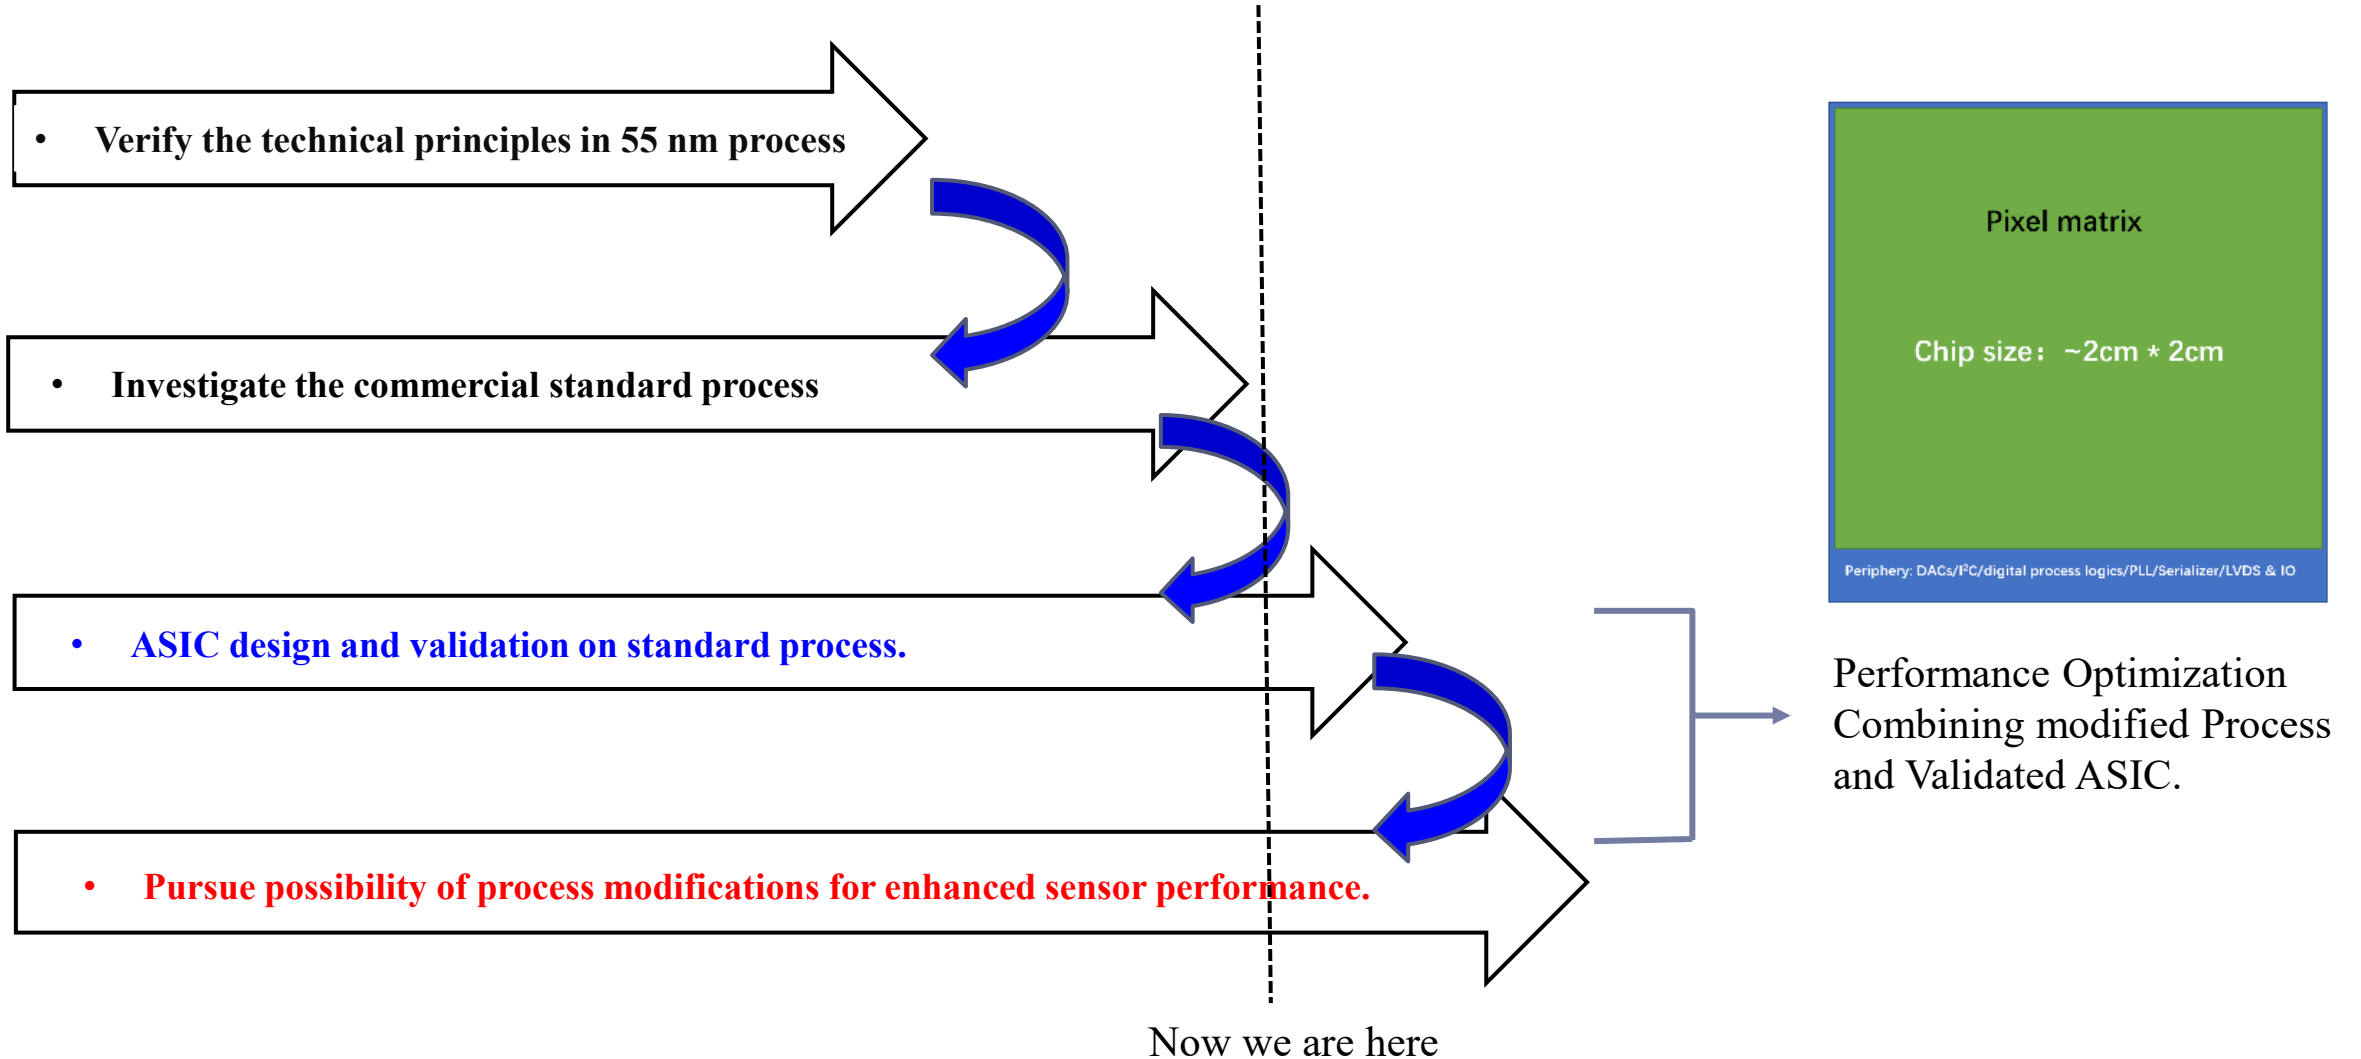 • Verify the technical principles in 55 nm process
• Investigate the commercial standard process
• ASIC design and validation on standard process.
• Pursue possibility of process modifications for enhanced sensor performance.
Now we are here
Pixel matrix
Chip size：~2cm * 2cm
Periphery: DACs/I²C/digital process logics/PLL/Serializer/LVDS & IO
Performance Optimization
Combining modified Process
and Validated ASIC.